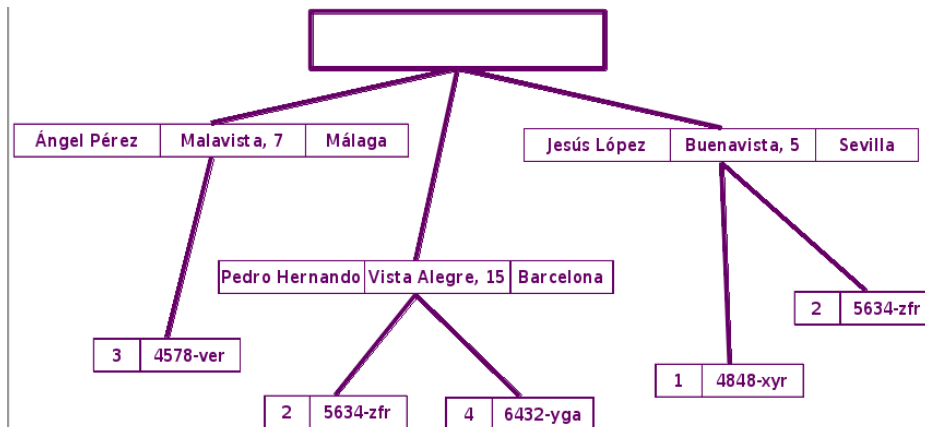 Ángel Pérez Malavista, 7 Málaga
Jesús López Buenavista, 5 Sevilla
Pedro Hernando Vista Alegre, 15 Barcelona
2 5634-zfr
3 4578-ver
1 4848-xyr
2 5634-zfr
4 6432-yga